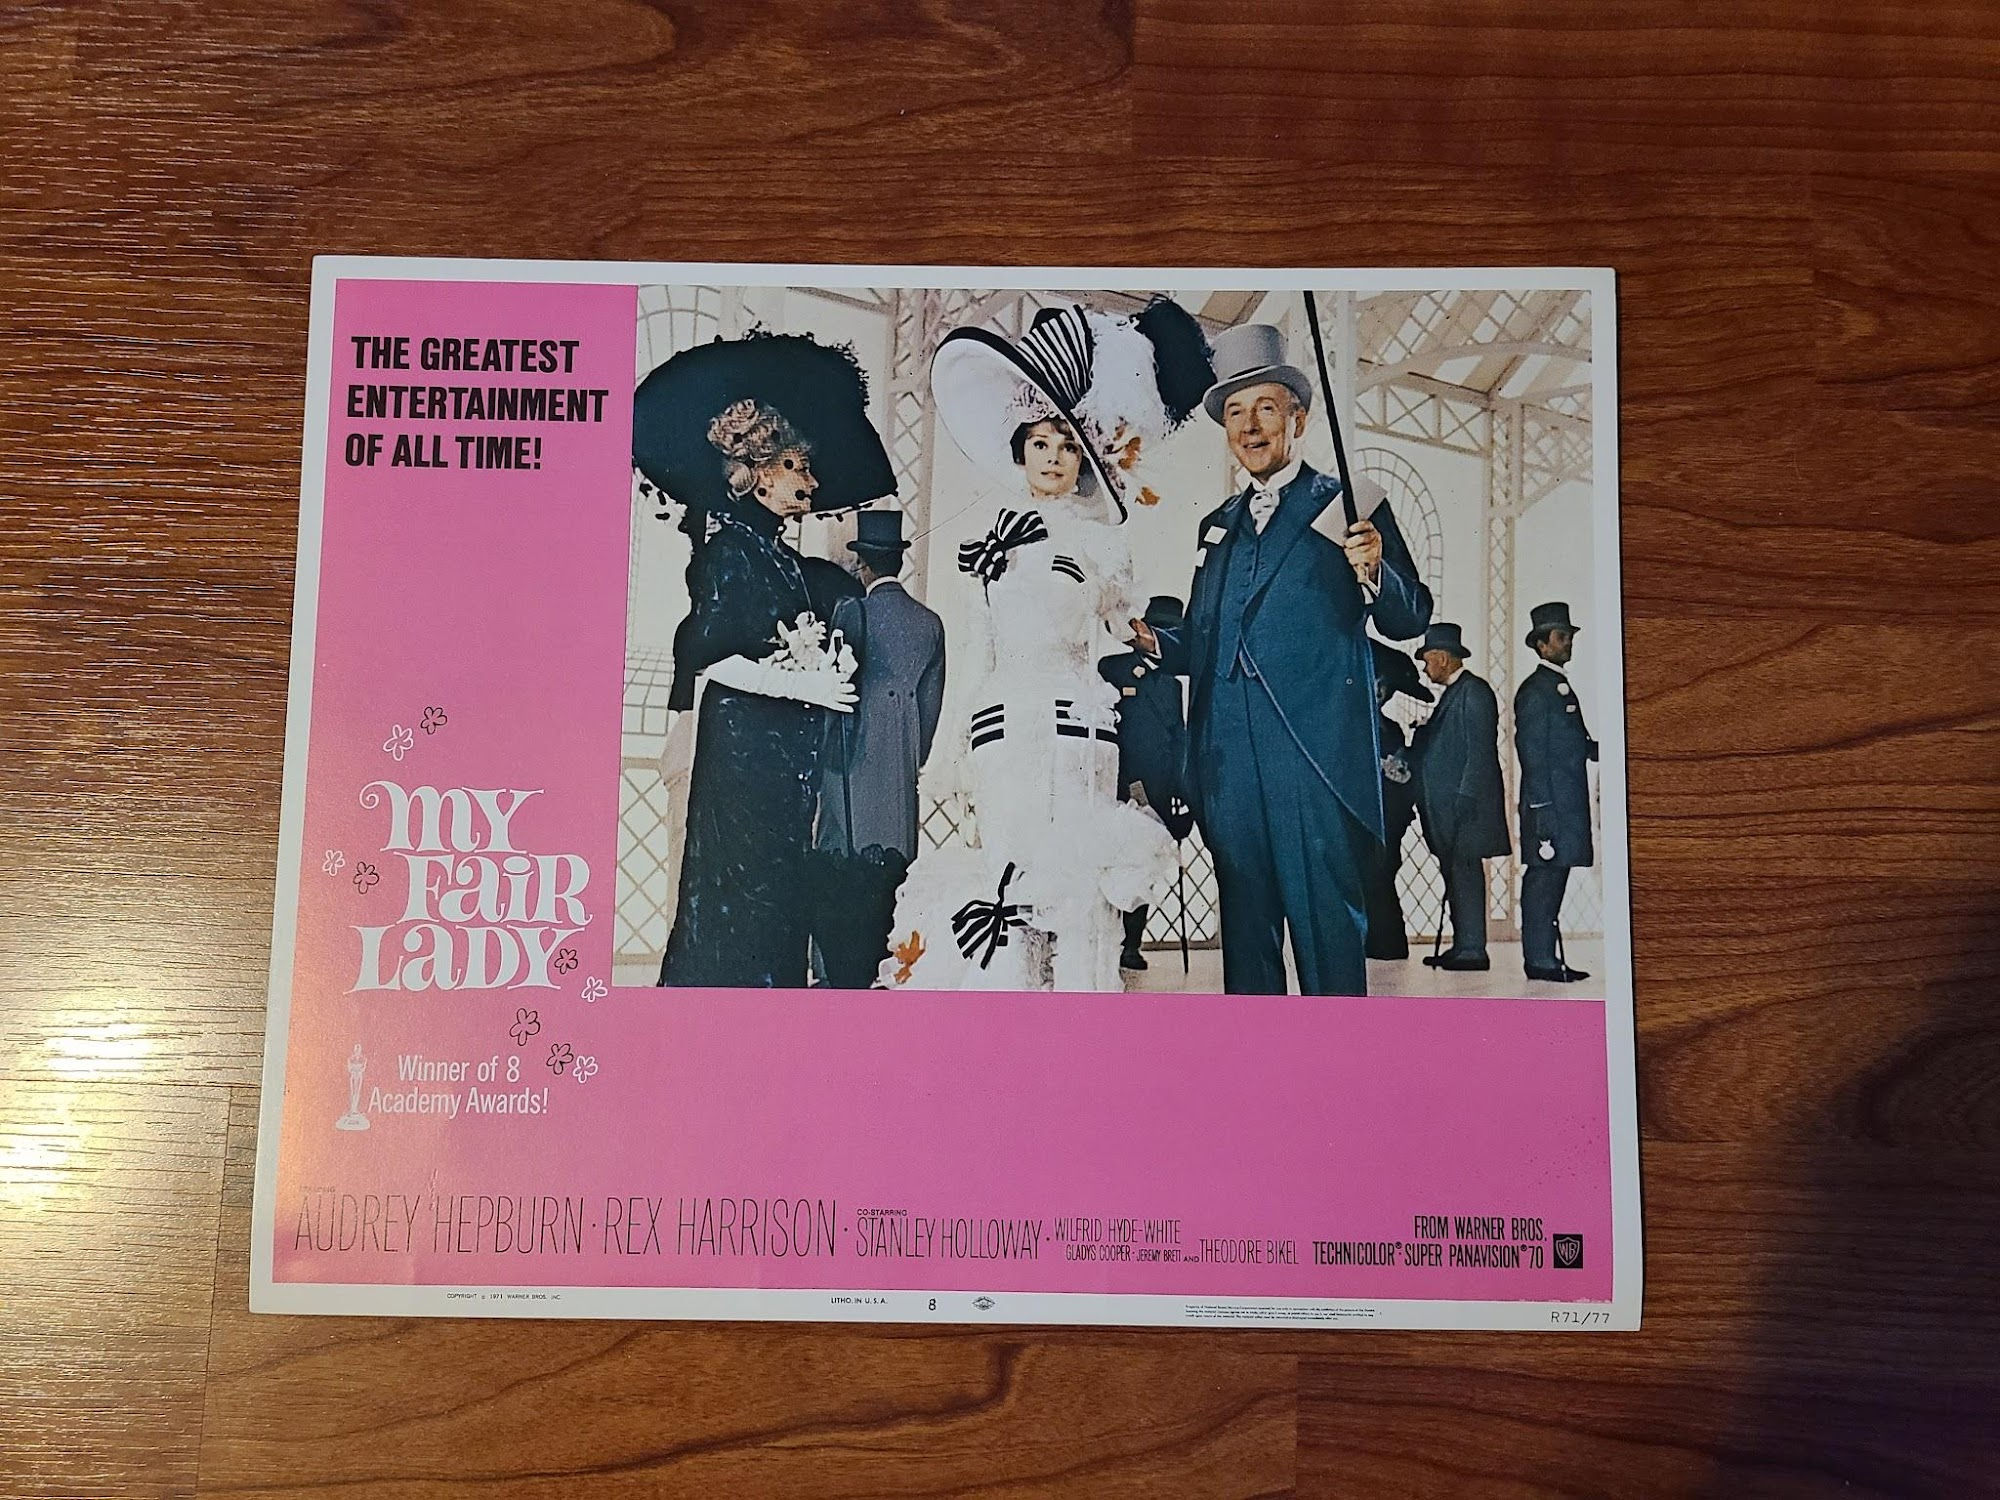 THE GREATEST
ENTERTAINMENT
OF ALL TIME!
MY
FAIR
LADY
Winner of 8
Academy Awards!
STARRING
AUDREY HEPBURN · REX HARRISON ·
CO-STARRING
STANLEY HOLLOWAY ·
WILFRID HYDE-WHITE
GLADYS COOPER · JEREMY BRETT AND THEODORE BIKEL
FROM WARNER BROS.
TECHNICOLOR® SUPER PANAVISION® 70
WB
COPYRIGHT © 1971 WARNER BROS. INC.
LITHO. IN U.S.A.
8
R71/77